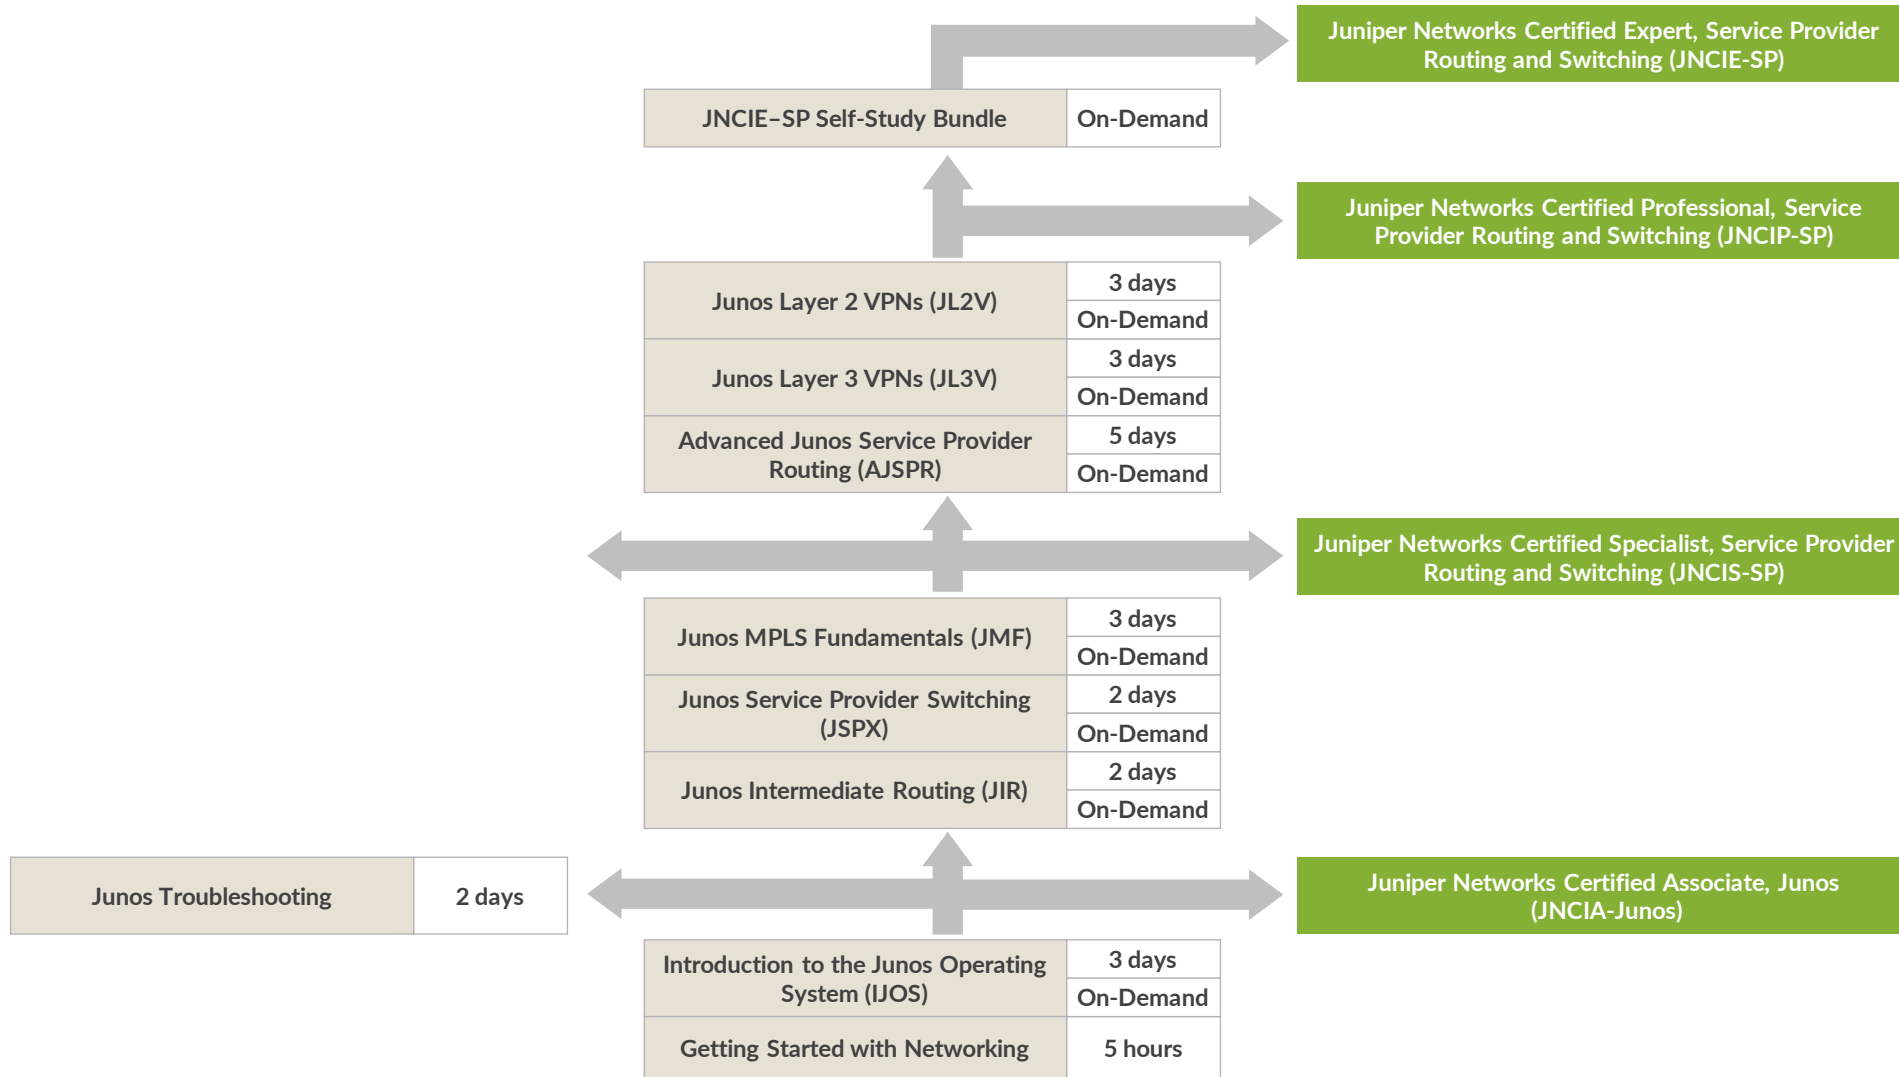 Juniper Networks Certified Expert, Service Provider
Routing and Switching (JNCIE-SP)
JNCIE–SP Self-Study Bundle
On-Demand
Juniper Networks Certified Professional, Service
Provider Routing and Switching (JNCIP-SP)
Junos Layer 2 VPNs (JL2V)
3 days
On-Demand
Junos Layer 3 VPNs (JL3V)
3 days
On-Demand
Advanced Junos Service Provider
Routing (AJSPR)
5 days
On-Demand
Juniper Networks Certified Specialist, Service Provider
Routing and Switching (JNCIS-SP)
Junos MPLS Fundamentals (JMF)
3 days
On-Demand
Junos Service Provider Switching
(JSPX)
2 days
On-Demand
Junos Intermediate Routing (JIR)
2 days
On-Demand
Junos Troubleshooting
2 days
Juniper Networks Certified Associate, Junos
(JNCIA-Junos)
Introduction to the Junos Operating
System (IJOS)
3 days
On-Demand
Getting Started with Networking
5 hours